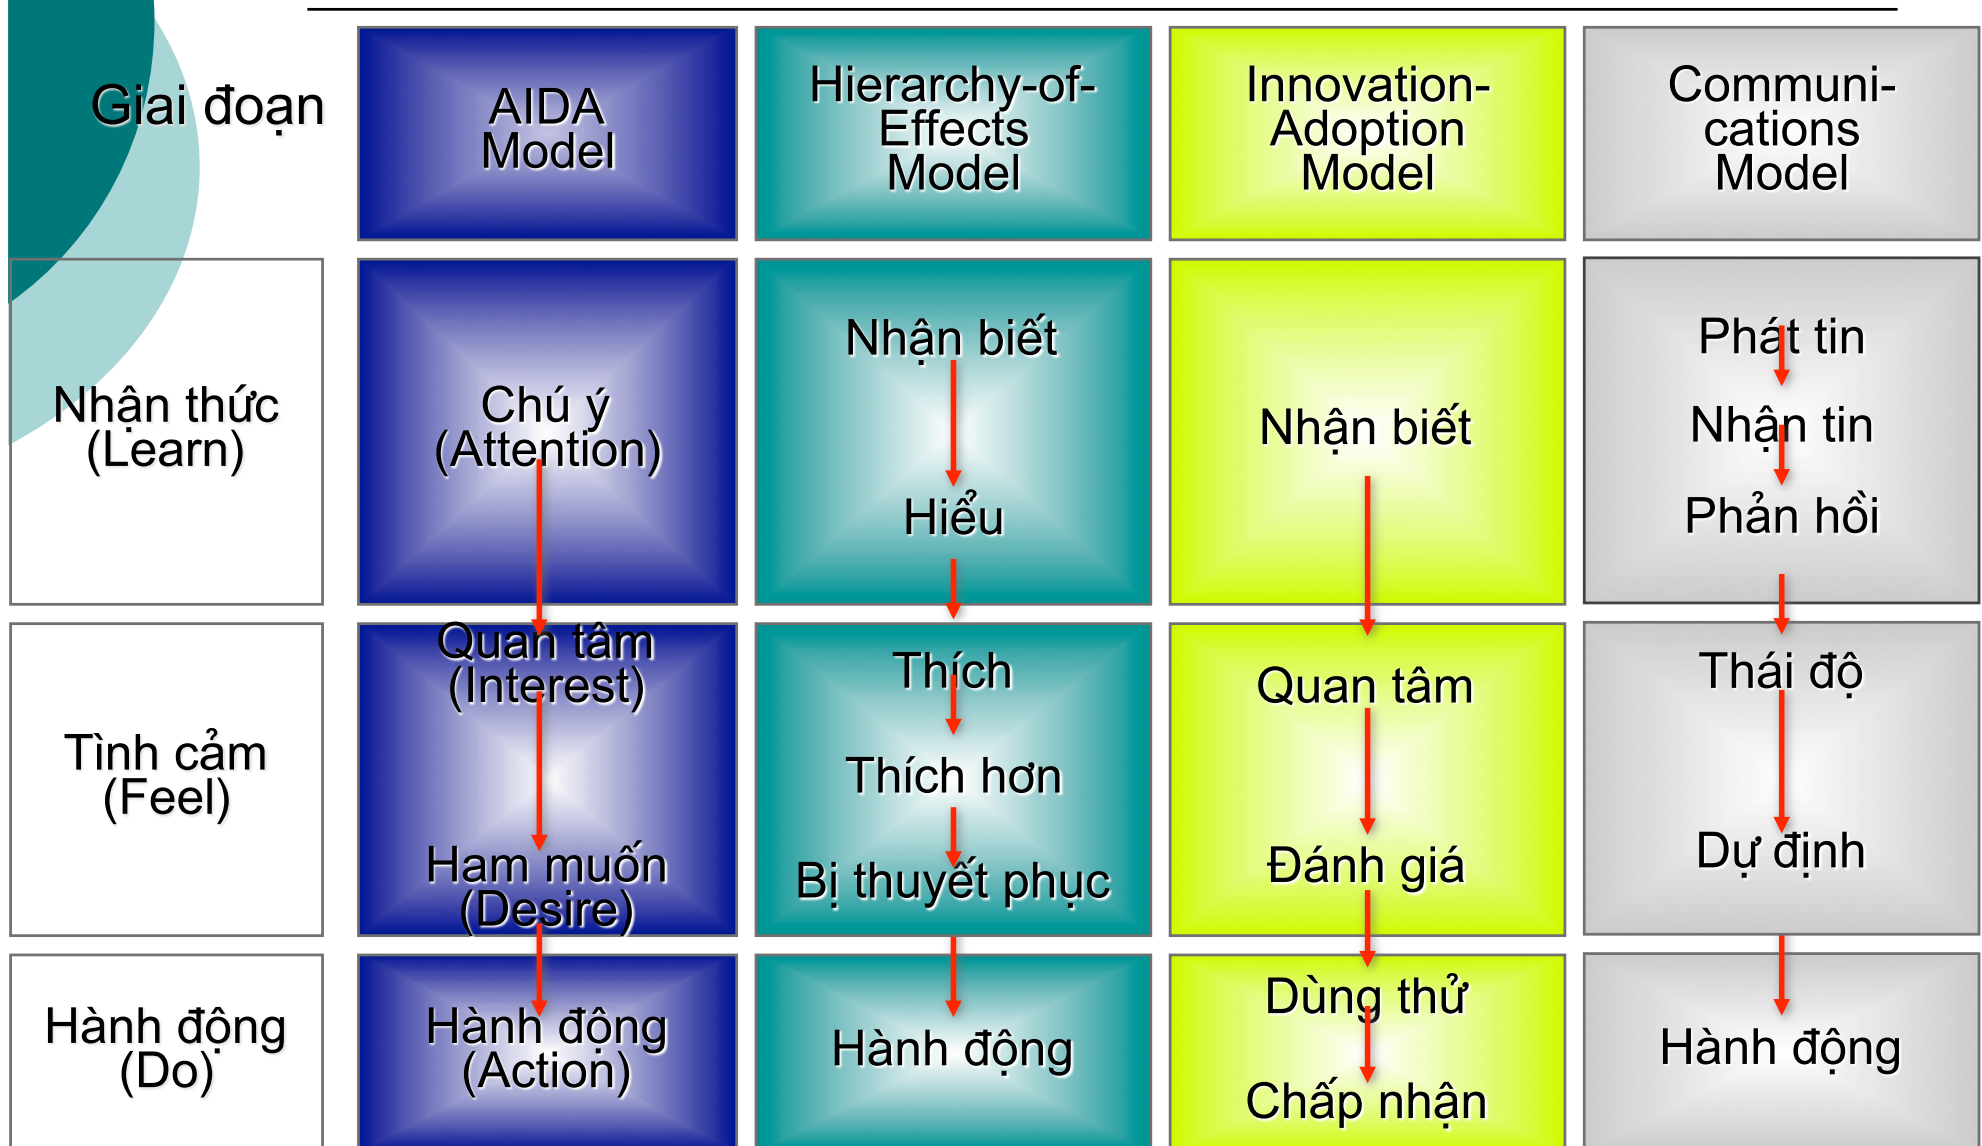 Giai đoạn
AIDA
Model
Hierarchy-of-
Effects
Model
Innovation-
Adoption
Model
Communi-
cations
Model
Nhận thức
(Learn)
Chú ý
(Attention)
Nhận biết
Hiểu
Nhận biết
Phát tin
Nhận tin
Phản hồi
Tình cảm
(Feel)
Quan tâm
(Interest)
Ham muốn
(Desire)
Thích
Thích hơn
Bị thuyết phục
Quan tâm
Đánh giá
Thái độ
Dự định
Hành động
(Do)
Hành động
(Action)
Hành động
Dùng thử
Chấp nhận
Hành động